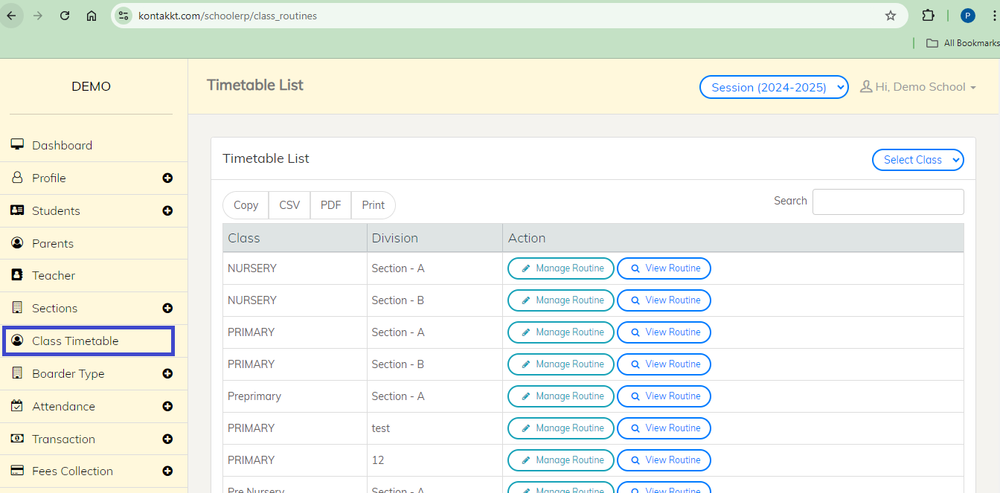 kontakkt.com/schoolerp/class_routines
P
All Bookmarks
DEMO
Timetable List
Session (2024-2025)
Hi, Demo School
Dashboard
Profile
Students
Parents
Teacher
Sections
Class Timetable
Boarder Type
Attendance
Transaction
Fees Collection
Timetable List
Select Class
Copy CSV PDF Print
Search
Class Division Action
NURSERY Section - A Manage Routine View Routine
NURSERY Section - B Manage Routine View Routine
PRIMARY Section - A Manage Routine View Routine
PRIMARY Section - B Manage Routine View Routine
Preprimary Section - A Manage Routine View Routine
PRIMARY test Manage Routine View Routine
PRIMARY 12 Manage Routine View Routine
Pre Nursery Section - A Manage Routine View Routine